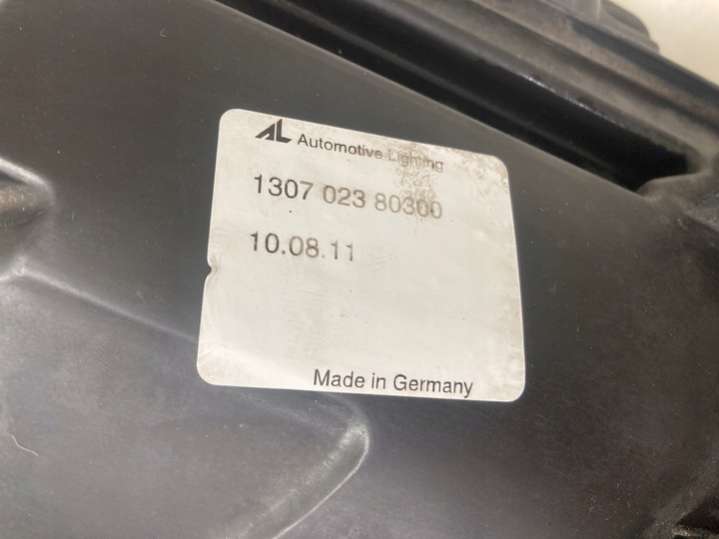 AL Automotive Lighting
1307 023 80300
10.08.11
Made in Germany